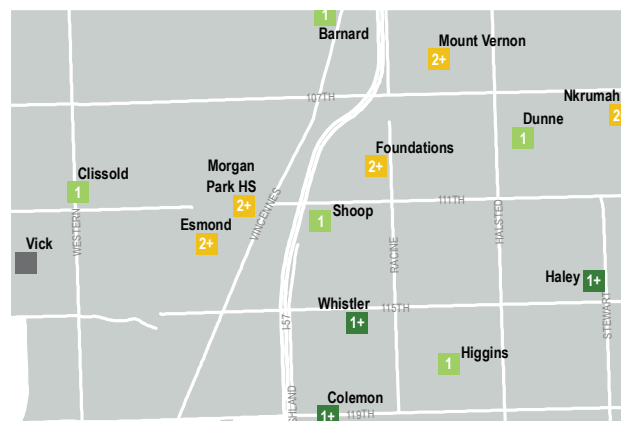 1
Barnard
Mount Vernon
2+
Nkrumah
2
107TH
Dunne
1
Foundations
2+
Clissold
1
Morgan
Park HS
2+
VINCENNES
111TH
Shoop
1
Esmond
2+
WESTERN
HALSTED
RACINE
Vick
Haley
1+
STEWART
Whistler
1+
115TH
I-57
Higgins
1
Colemon
1+
119TH
HLAND